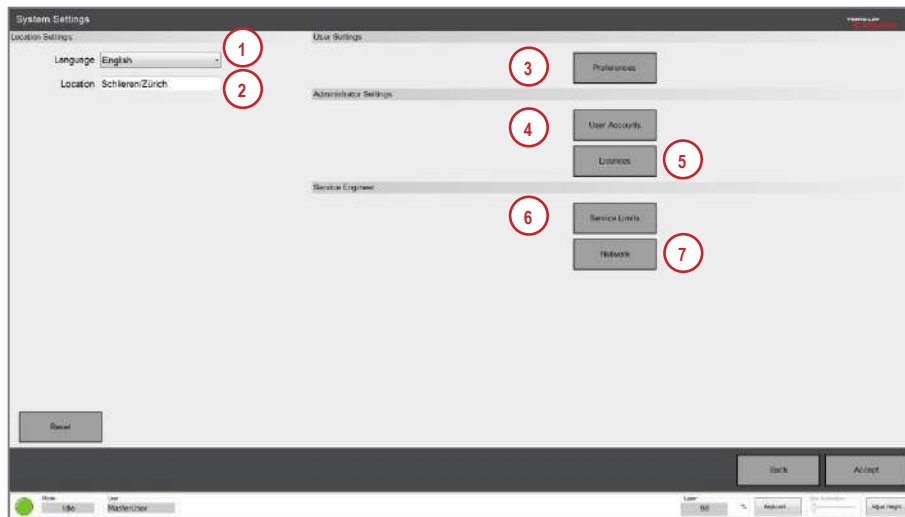 System Settings
Location Settings
Language English
1
Location Schlieren/Zürich
2
User Settings
3
Preferences
Administrator Settings
4
User Accounts
Licences
5
Service Engineer
6
Service Limits
Network
7
Reset
Back
Accept
Mode
Idle
User
MasterUser
Laser
98 %
Keyboard
Adjust Height